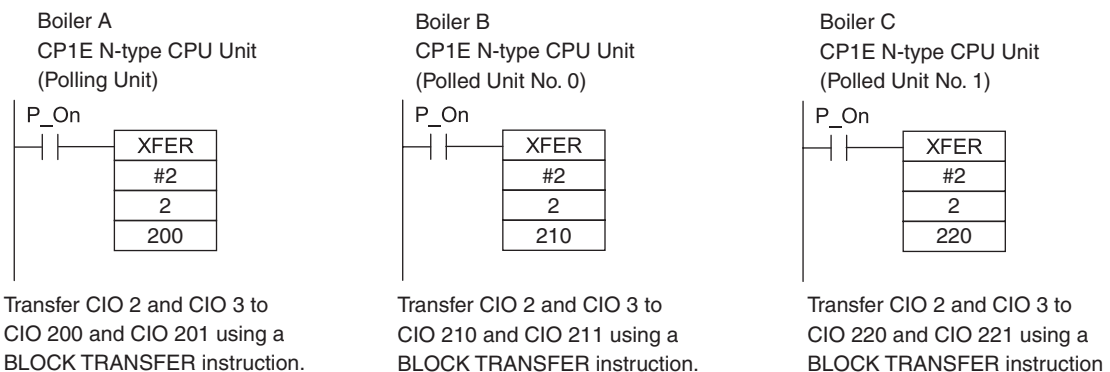 Boiler A
CP1E N-type CPU Unit
(Polling Unit)
P_On
XFER
#2
2
200
Transfer CIO 2 and CIO 3 to
CIO 200 and CIO 201 using a
BLOCK TRANSFER instruction.
Boiler B
CP1E N-type CPU Unit
(Polled Unit No. 0)
P_On
XFER
#2
2
210
Transfer CIO 2 and CIO 3 to
CIO 210 and CIO 211 using a
BLOCK TRANSFER instruction.
Boiler C
CP1E N-type CPU Unit
(Polled Unit No. 1)
P_On
XFER
#2
2
220
Transfer CIO 2 and CIO 3 to
CIO 220 and CIO 221 using a
BLOCK TRANSFER instruction